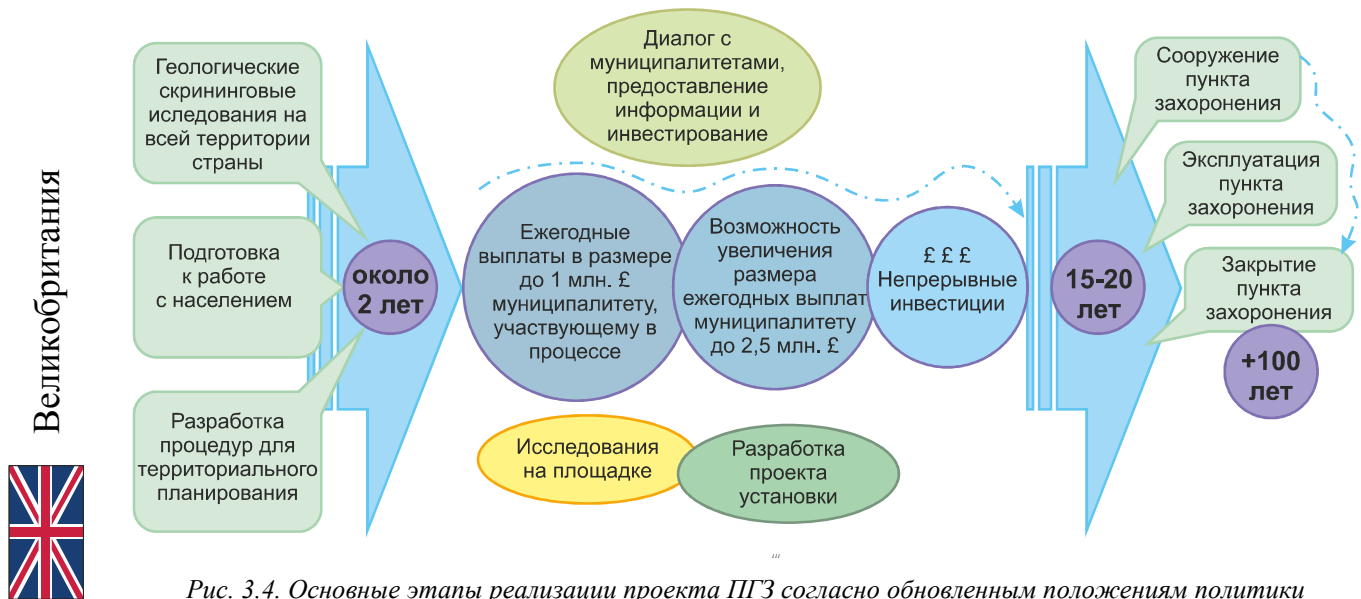 Великобритания
Геологические
скрининговые
иследования на
всей территории
страны
Подготовка
к работе
с населением
Разработка
процедур для
территориального
планирования
около
2 лет
Диалог с
муниципалитетами,
предоставление
информации и
инвестирование
Ежегодные
выплаты в размере
до 1 млн. £
муниципалитету,
участвующему в
процессе
Возможность
увеличения
размера
ежегодных выплат
муниципалитету
до 2,5 млн. £
£ £ £
Непрерывные
инвестиции
Исследования
на площадке
Разработка
проекта
установки
15-20
лет
Сооружение
пункта
захоронения
Эксплуатация
пункта
захоронения
Закрытие
пункта
захоронения
+100
лет
Рис. 3.4. Основные этапы реализации проекта ПГЗ согласно обновленным положениям политики